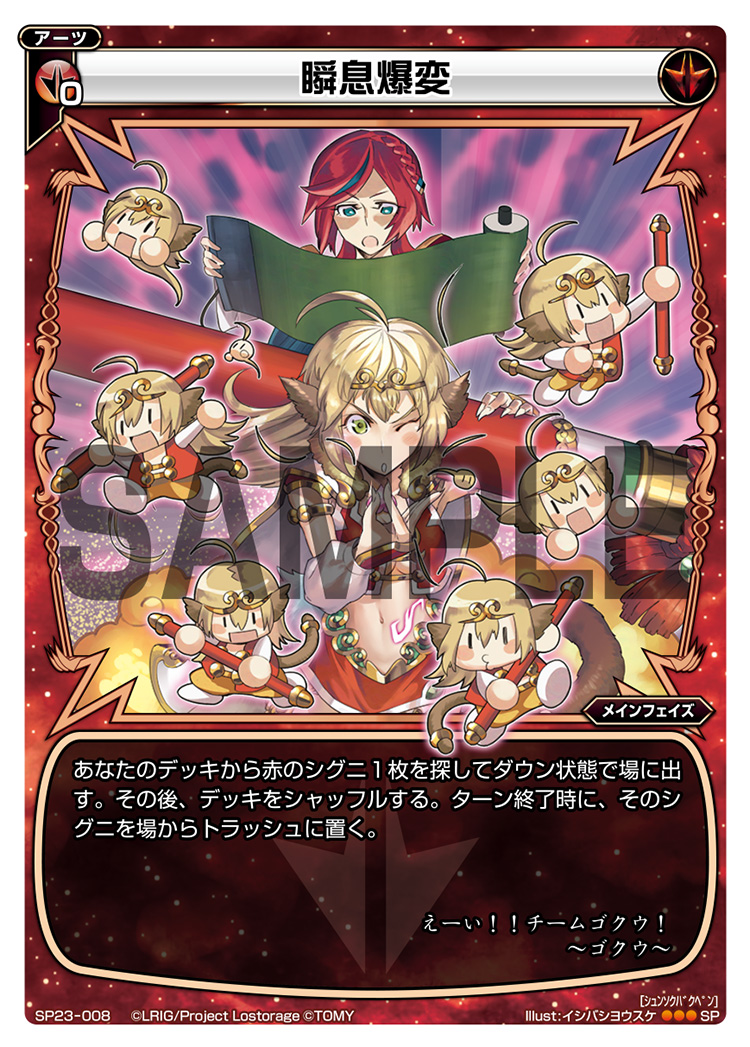 アーツ
0
瞬息爆変
SAMPLE
メインフェイズ
あなたのデッキから赤のシグニ1枚を探してダウン状態で場に出
す。その後、デッキをシャッフルする。ターン終了時に、そのシ
グニを場からトラッシュに置く。
えーい!!チームゴクウ!
～ゴクウ～
[シュンソクバクヘン]
SP23-008 ©LRIG/Project Lostorage ©TOMY Illust:イシバシヨウスケ SP